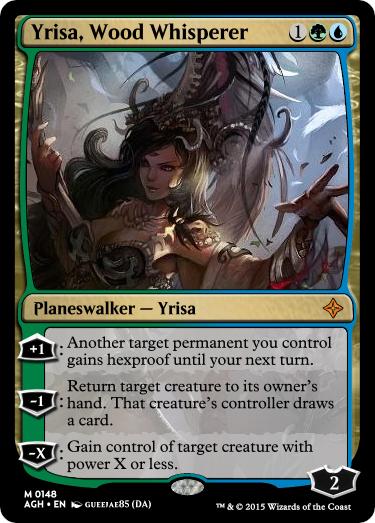 Yrisa, Wood Whisperer 1
Planeswalker — Yrisa
+1: Another target permanent you control
gains hexproof until your next turn.
-1: Return target creature to its owner's
hand. That creature's controller draws
a card.
-X: Gain control of target creature with
power X or less.
2
M 0148
AGH • EN GUEEJAE85 (DA)
™ & © 2015 Wizards of the Coast